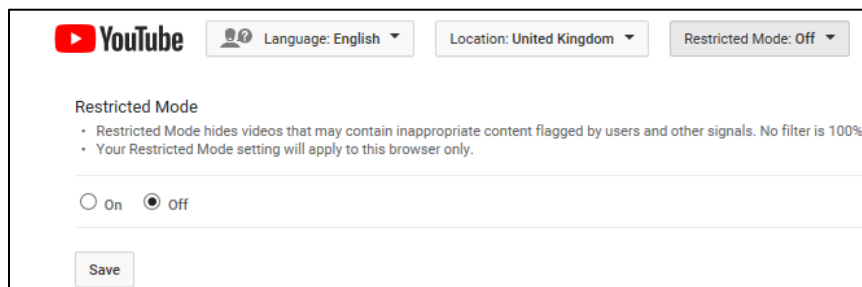 YouTube Language: English Location: United Kingdom Restricted Mode: Off
Restricted Mode
• Restricted Mode hides videos that may contain inappropriate content flagged by users and other signals. No filter is 100%
• Your Restricted Mode setting will apply to this browser only.
On Off
Save